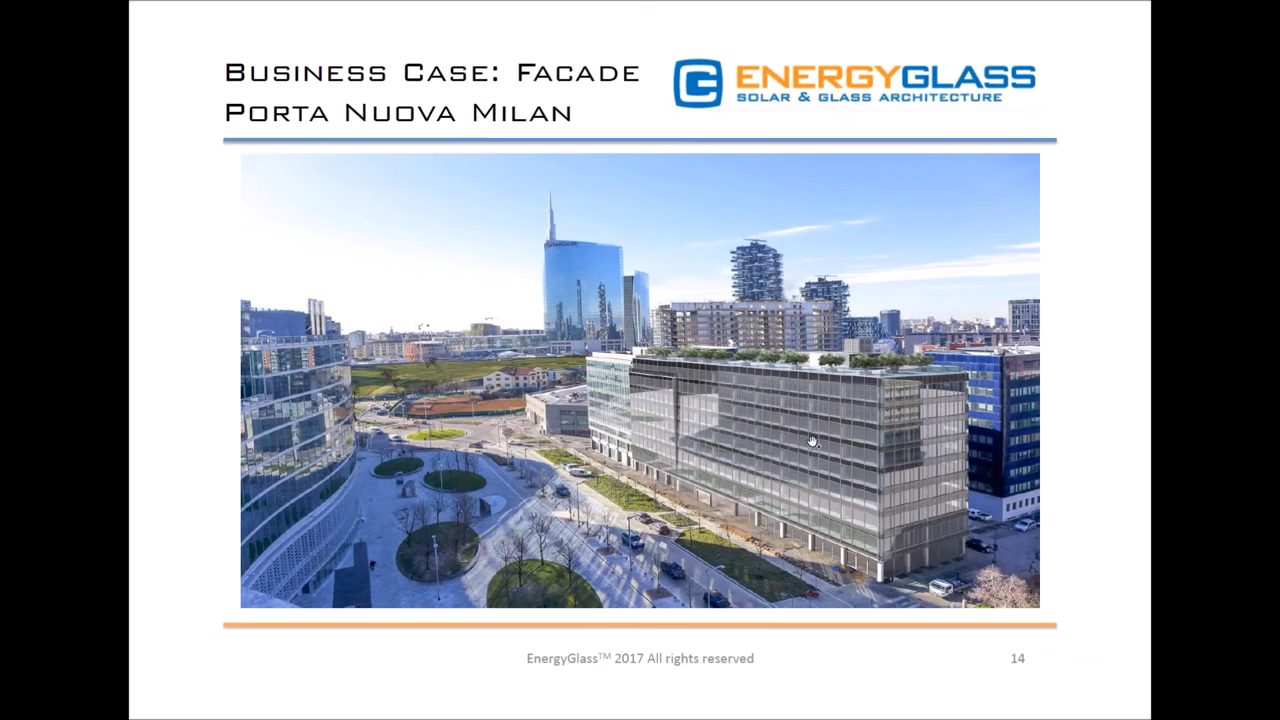 BUSINESS CASE: FACADE
PORTA NUOVA MILAN
ENERGYGLASS
SOLAR & GLASS ARCHITECTURE
EnergyGlass™ 2017 All rights reserved
14